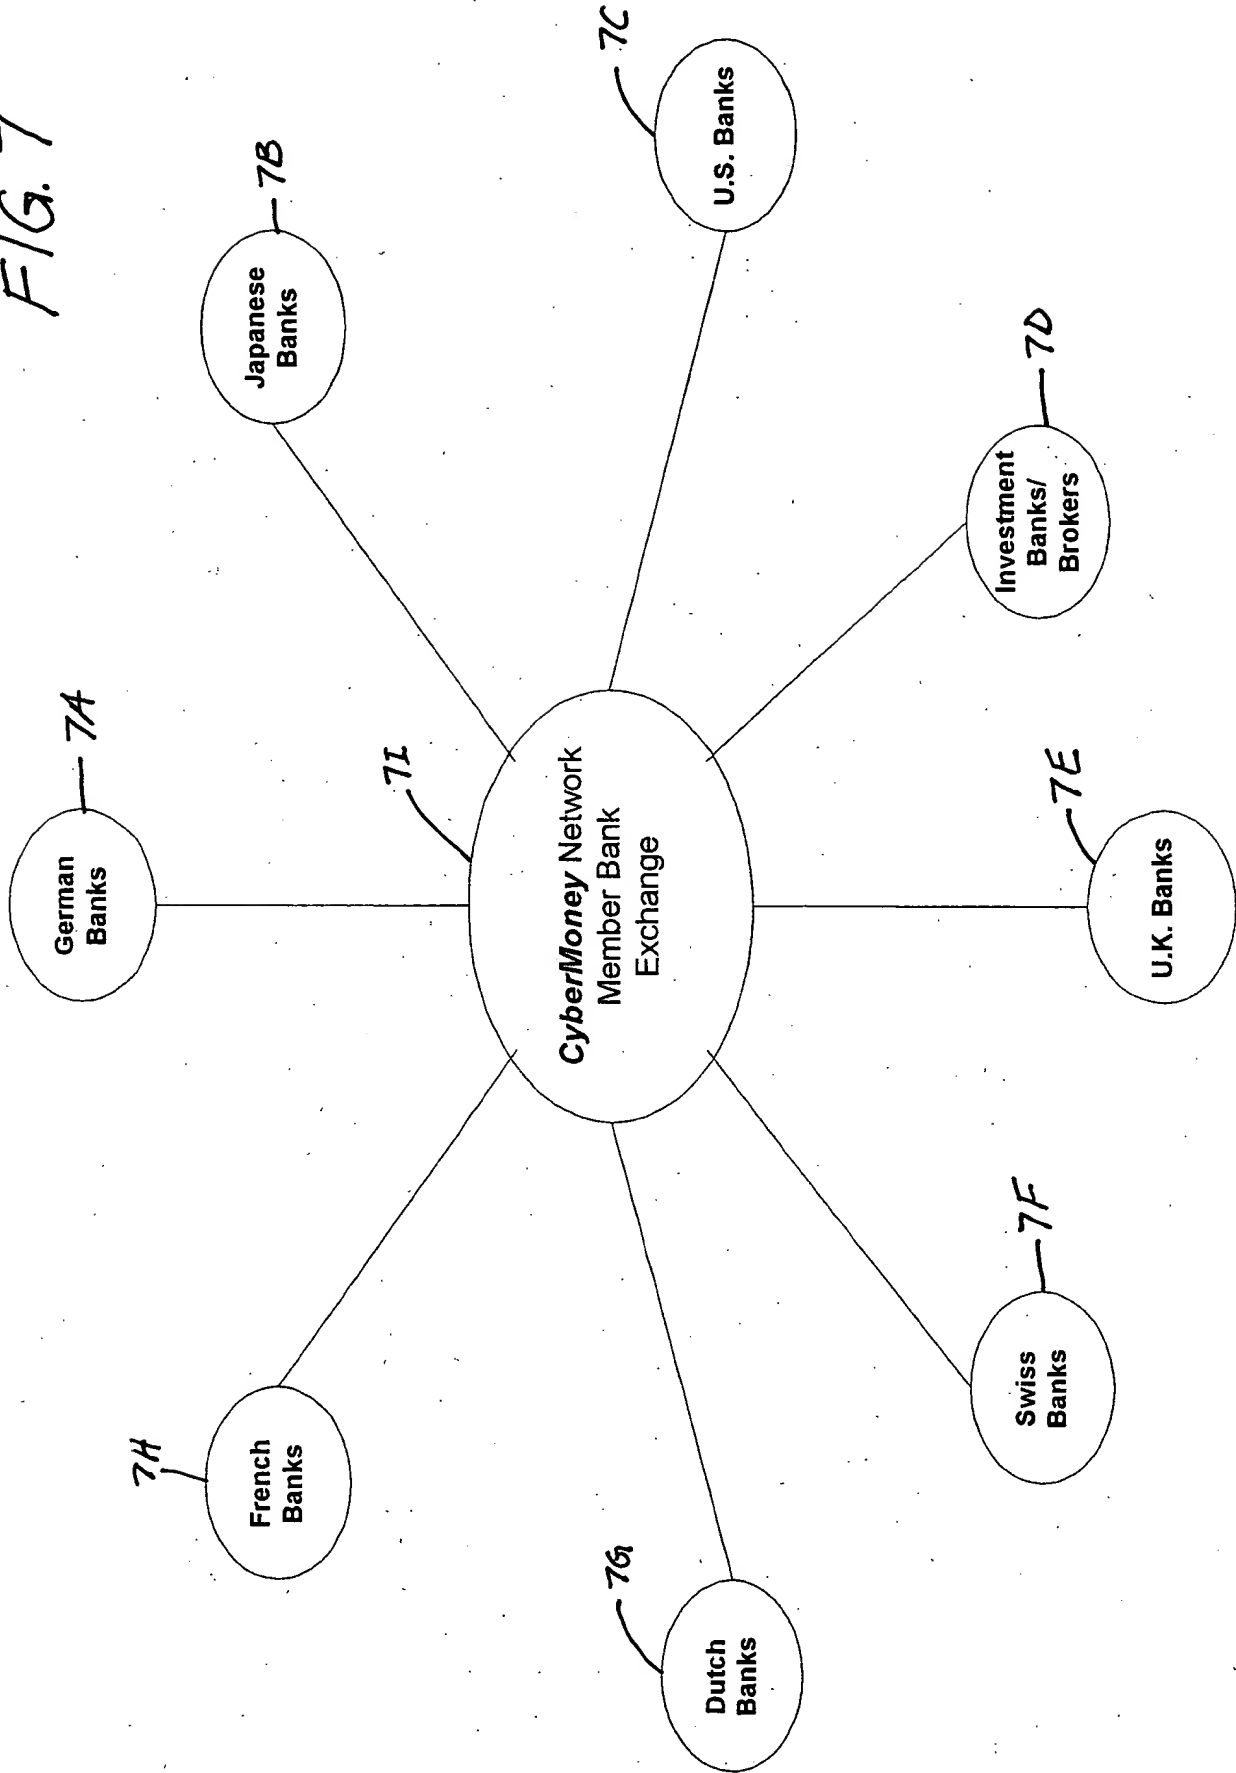 FIG. 7
German
Banks
7A
Japanese
Banks
7B
U.S. Banks
7C
Investment
Banks/
Brokers
7D
U.K. Banks
7E
Swiss
Banks
7F
Dutch
Banks
7G
French
Banks
7H
CyberMoney Network
Member Bank
Exchange
7I